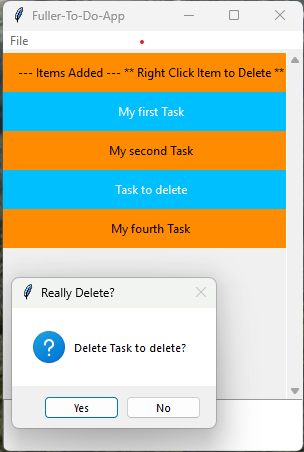 Fuller-To-Do-App
File
--- Items Added --- ** Right Click Item to Delete **
My first Task
My second Task
Task to delete
My fourth Task
Really Delete?
Delete Task to delete?
Yes No